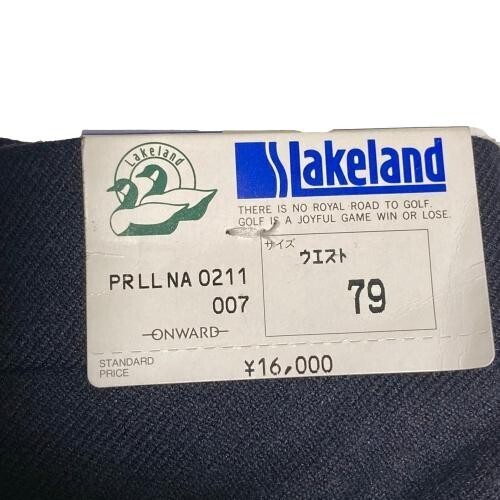 Lakeland
Lakeland
THERE IS NO ROYAL ROAD TO GOLF.
GOLF IS A JOYFUL GAME WIN OR LOSE.
サイズ
ウエスト
79
PRLLNA 0211
007
ONWARD
STANDARD
PRICE
¥16,000